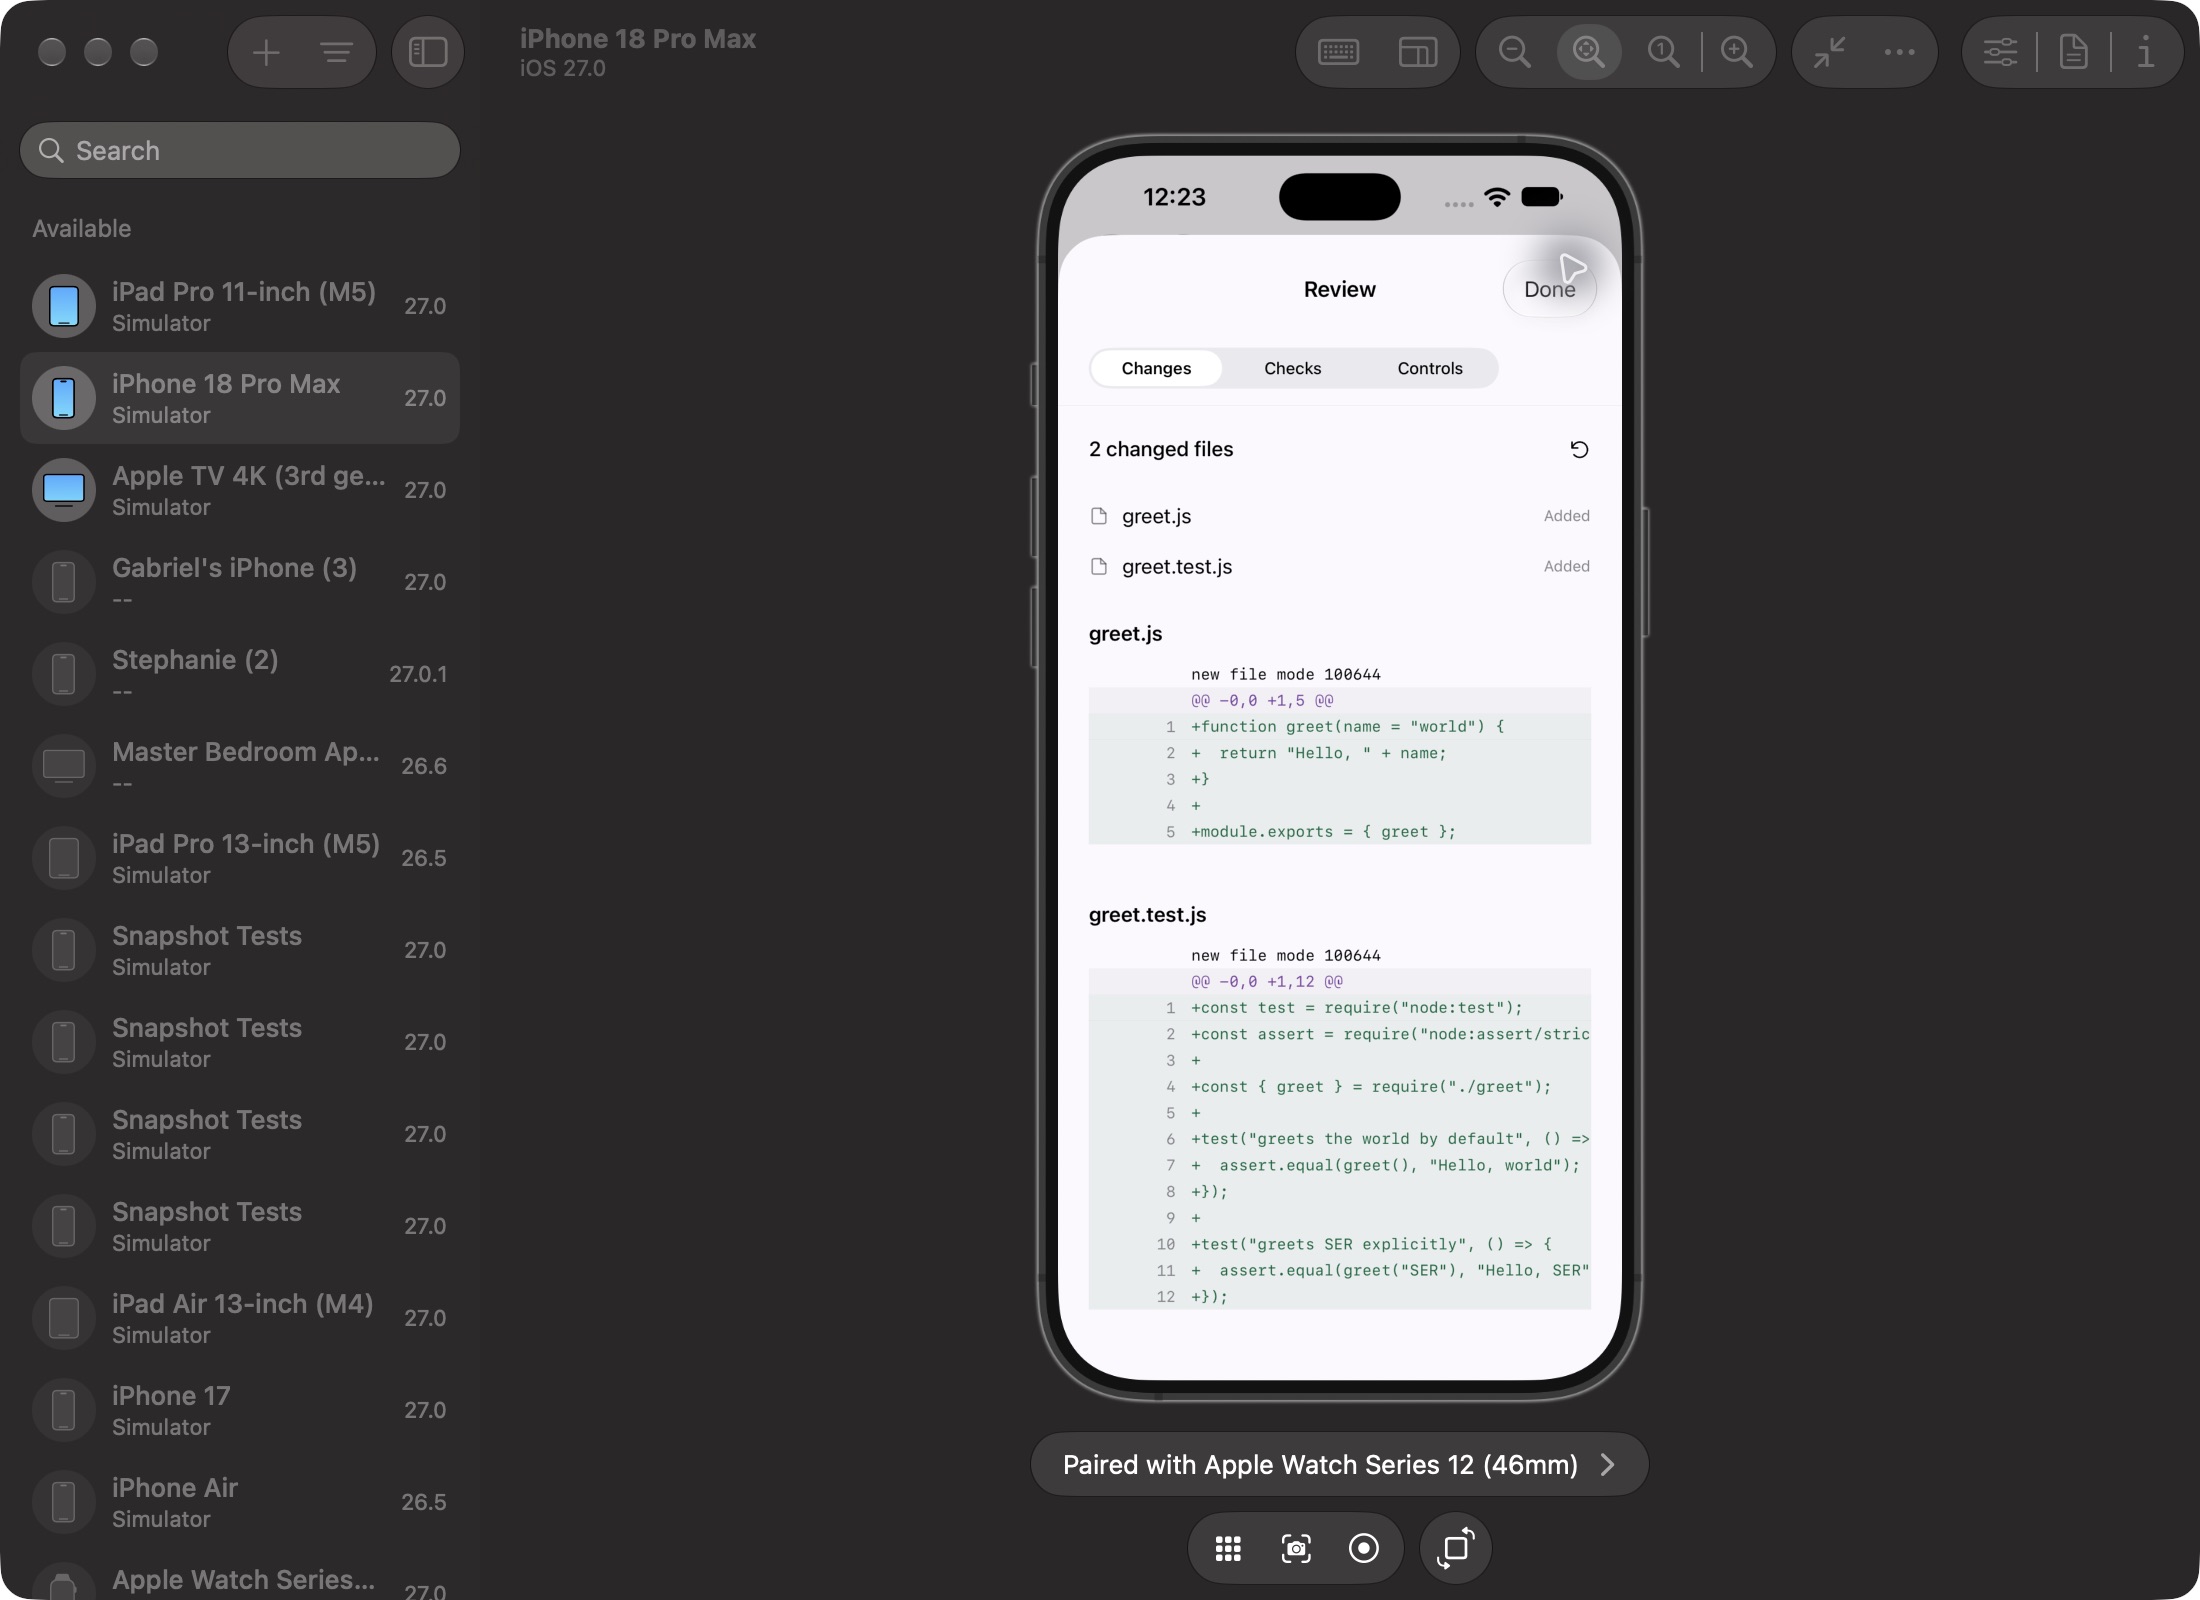 iPhone 18 Pro Max
iOS 27.0
Search
Available
iPad Pro 11-inch (M5)
Simulator
27.0
iPhone 18 Pro Max
Simulator
27.0
Apple TV 4K (3rd ge...
Simulator
27.0
Gabriel's iPhone (3)
--
27.0
Stephanie (2)
--
27.0.1
Master Bedroom Ap...
--
26.6
iPad Pro 13-inch (M5)
Simulator
26.5
Snapshot Tests
Simulator
27.0
Snapshot Tests
Simulator
27.0
Snapshot Tests
Simulator
27.0
Snapshot Tests
Simulator
27.0
iPad Air 13-inch (M4)
Simulator
27.0
iPhone 17
Simulator
27.0
iPhone Air
Simulator
26.5
Apple Watch Series...
27.0
12:23
Review
Done
Changes Checks Controls
2 changed files
greet.js Added
greet.test.js Added
greet.js
new file mode 100644
@@ -0,0 +1,5 @@
1 +function greet(name = "world") {
2 +  return "Hello, " + name;
3 +}
4 +
5 +module.exports = { greet };
greet.test.js
new file mode 100644
@@ -0,0 +1,12 @@
1 +const test = require("node:test");
2 +const assert = require("node:assert/stric
3 +
4 +const { greet } = require("./greet");
5 +
6 +test("greets the world by default", () =>
7 +  assert.equal(greet(), "Hello, world");
8 +});
9 +
10 +test("greets SER explicitly", () => {
11 +  assert.equal(greet("SER"), "Hello, SER"
12 +});
Paired with Apple Watch Series 12 (46mm)